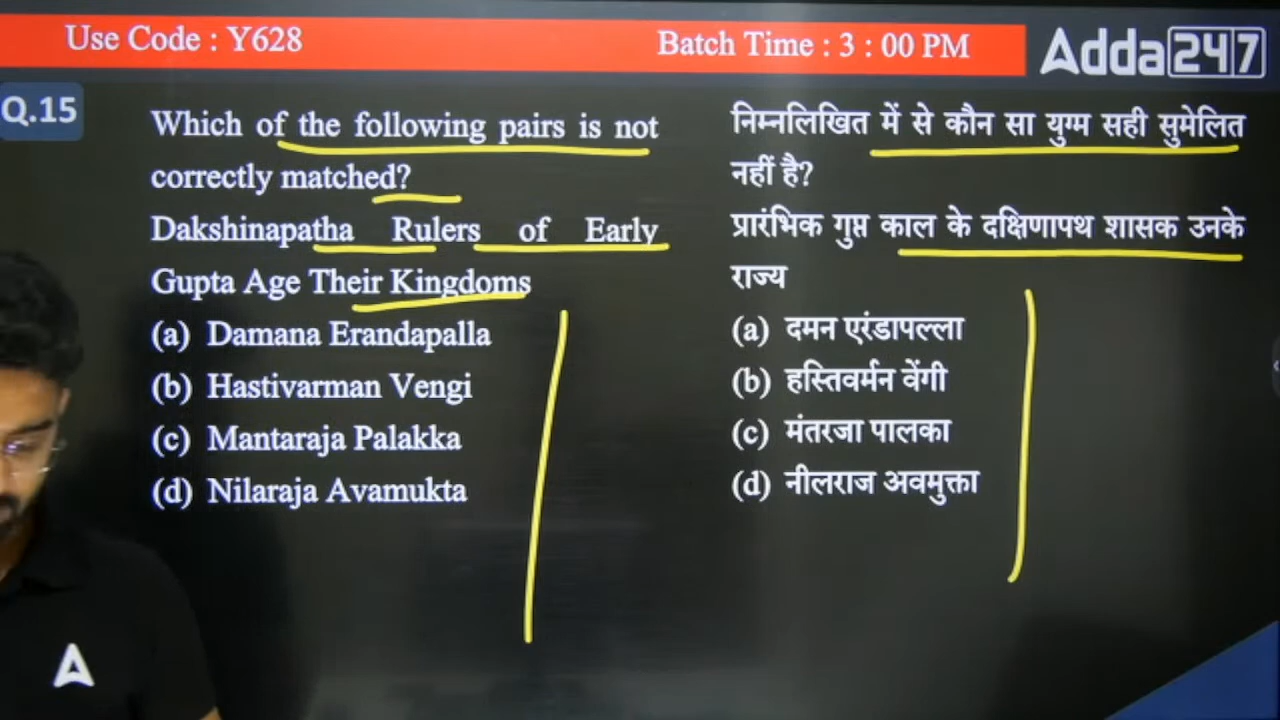 Use Code : Y628
Batch Time : 3 : 00 PM
Adda247
Q.15
Which of the following pairs is not
correctly matched?
Dakshinapatha Rulers of Early
Gupta Age Their Kingdoms
(a) Damana Erandapalla
(b) Hastivarman Vengi
(c) Mantaraja Palakka
(d) Nilaraja Avamukta
निम्नलिखित में से कौन सा युग्म सही सुमेलित
नहीं है?
प्रारंभिक गुप्त काल के दक्षिणापथ शासक उनके
राज्य
(a) दमन एरंडापल्ला
(b) हस्तिवर्मन वेंगी
(c) मंतरजा पालका
(d) नीलराज अवमुक्ता